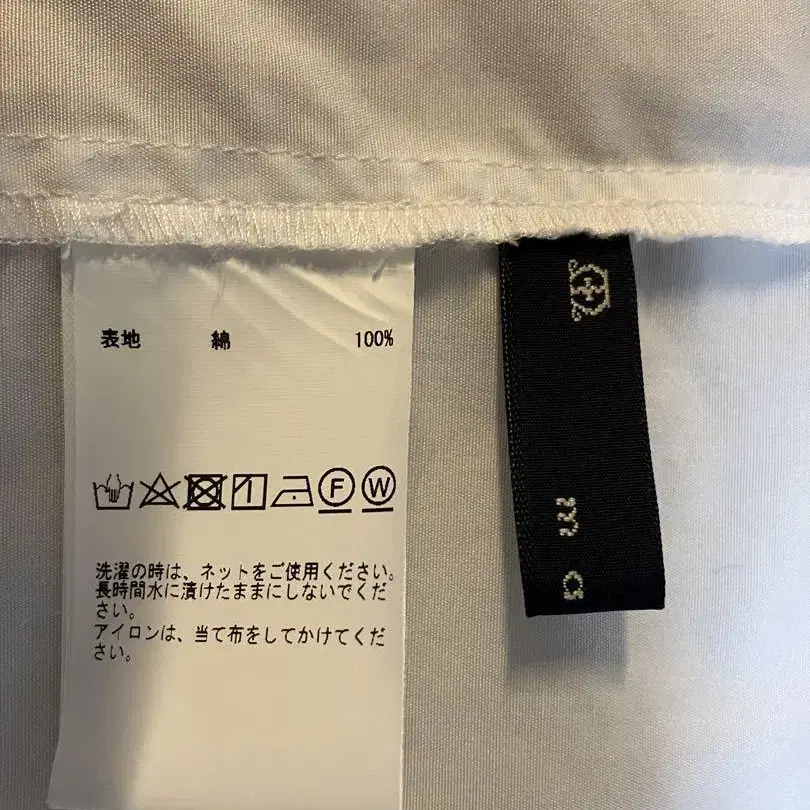 表地 綿 100%
F W
洗濯の時は、ネットをご使用ください。
長時間水に漬けたままにしないでくだ
さい。
アイロンは、当て布をしてかけてくだ
さい。